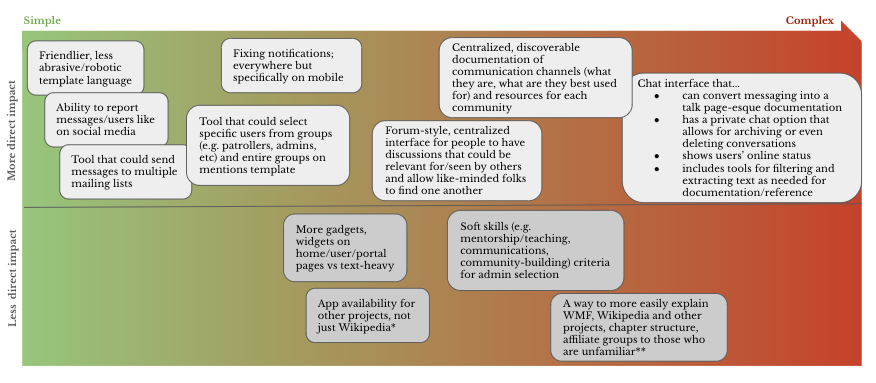 Simple
Complex
More direct impact
Friendlier, less
abrasive/robotic
template language
Ability to report
messages/users like
on social media
Tool that could send
messages to multiple
mailing lists
Fixing notifications;
everywhere but
specifically on mobile
Tool that could select
specific users from groups
(e.g. patrollers, admins,
etc) and entire groups on
mentions template
Centralized, discoverable
documentation of
communication channels (what
they are, what are they best used
for) and resources for each
community
Forum-style, centralized
interface for people to have
discussions that could be
relevant for/seen by others
and allow like-minded folks
to find one another
Chat interface that...
● can convert messaging into a
talk page-esque documentation
● has a private chat option that
allows for archiving or even
deleting conversations
● shows users’ online status
● includes tools for filtering and
extracting text as needed for
documentation/reference
Less direct impact
More gadgets,
widgets on
home/user/portal
pages vs text-heavy
App availability for
other projects, not
just Wikipedia*
Soft skills (e.g.
mentorship/teaching,
communications,
community-building) criteria
for admin selection
A way to more easily explain
WMF, Wikipedia and other
projects, chapter structure,
affiliate groups to those who
are unfamiliar**